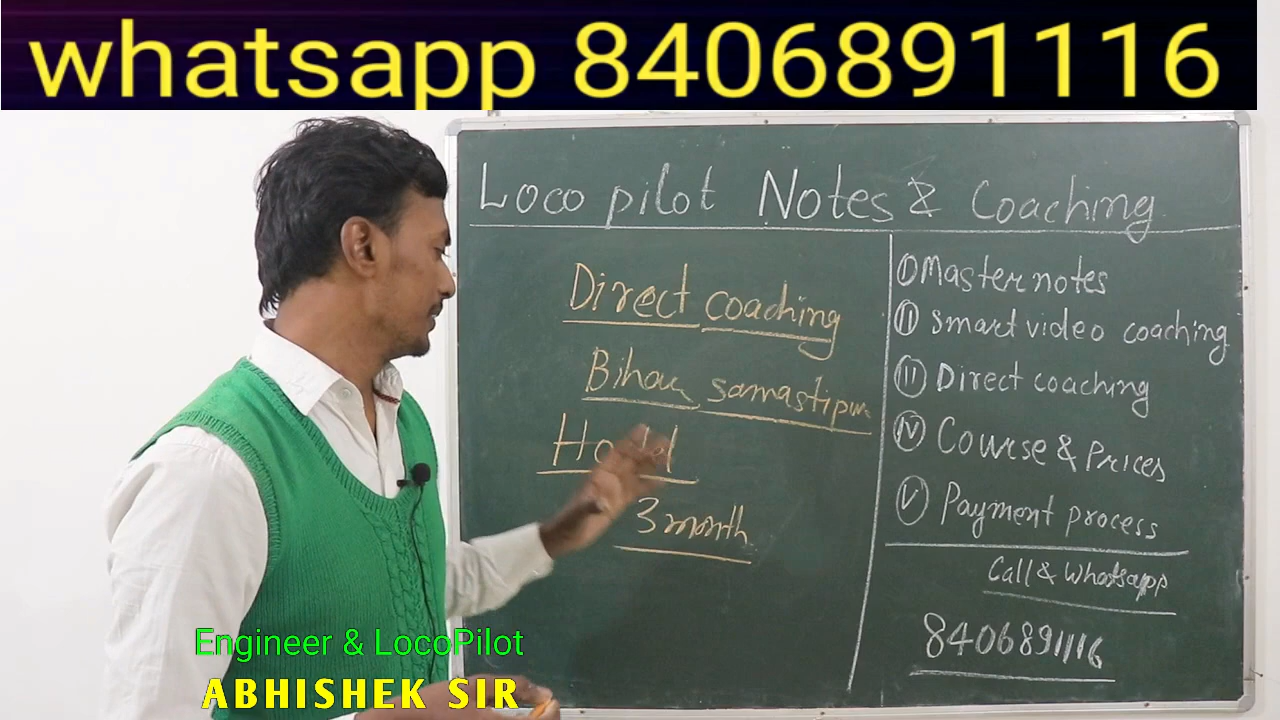 whatsapp 8406891116
Loco pilot Notes & Coaching
Direct coaching
Bihar, samastipur
3 month
Ⓘ Master notes
Ⓘⓘ smart video coaching
III Direct coaching
IV Course & Prices
V Payment process
Call & Whatsapp
8406891116
Engineer & LocoPilot
ABHISHEK SIR